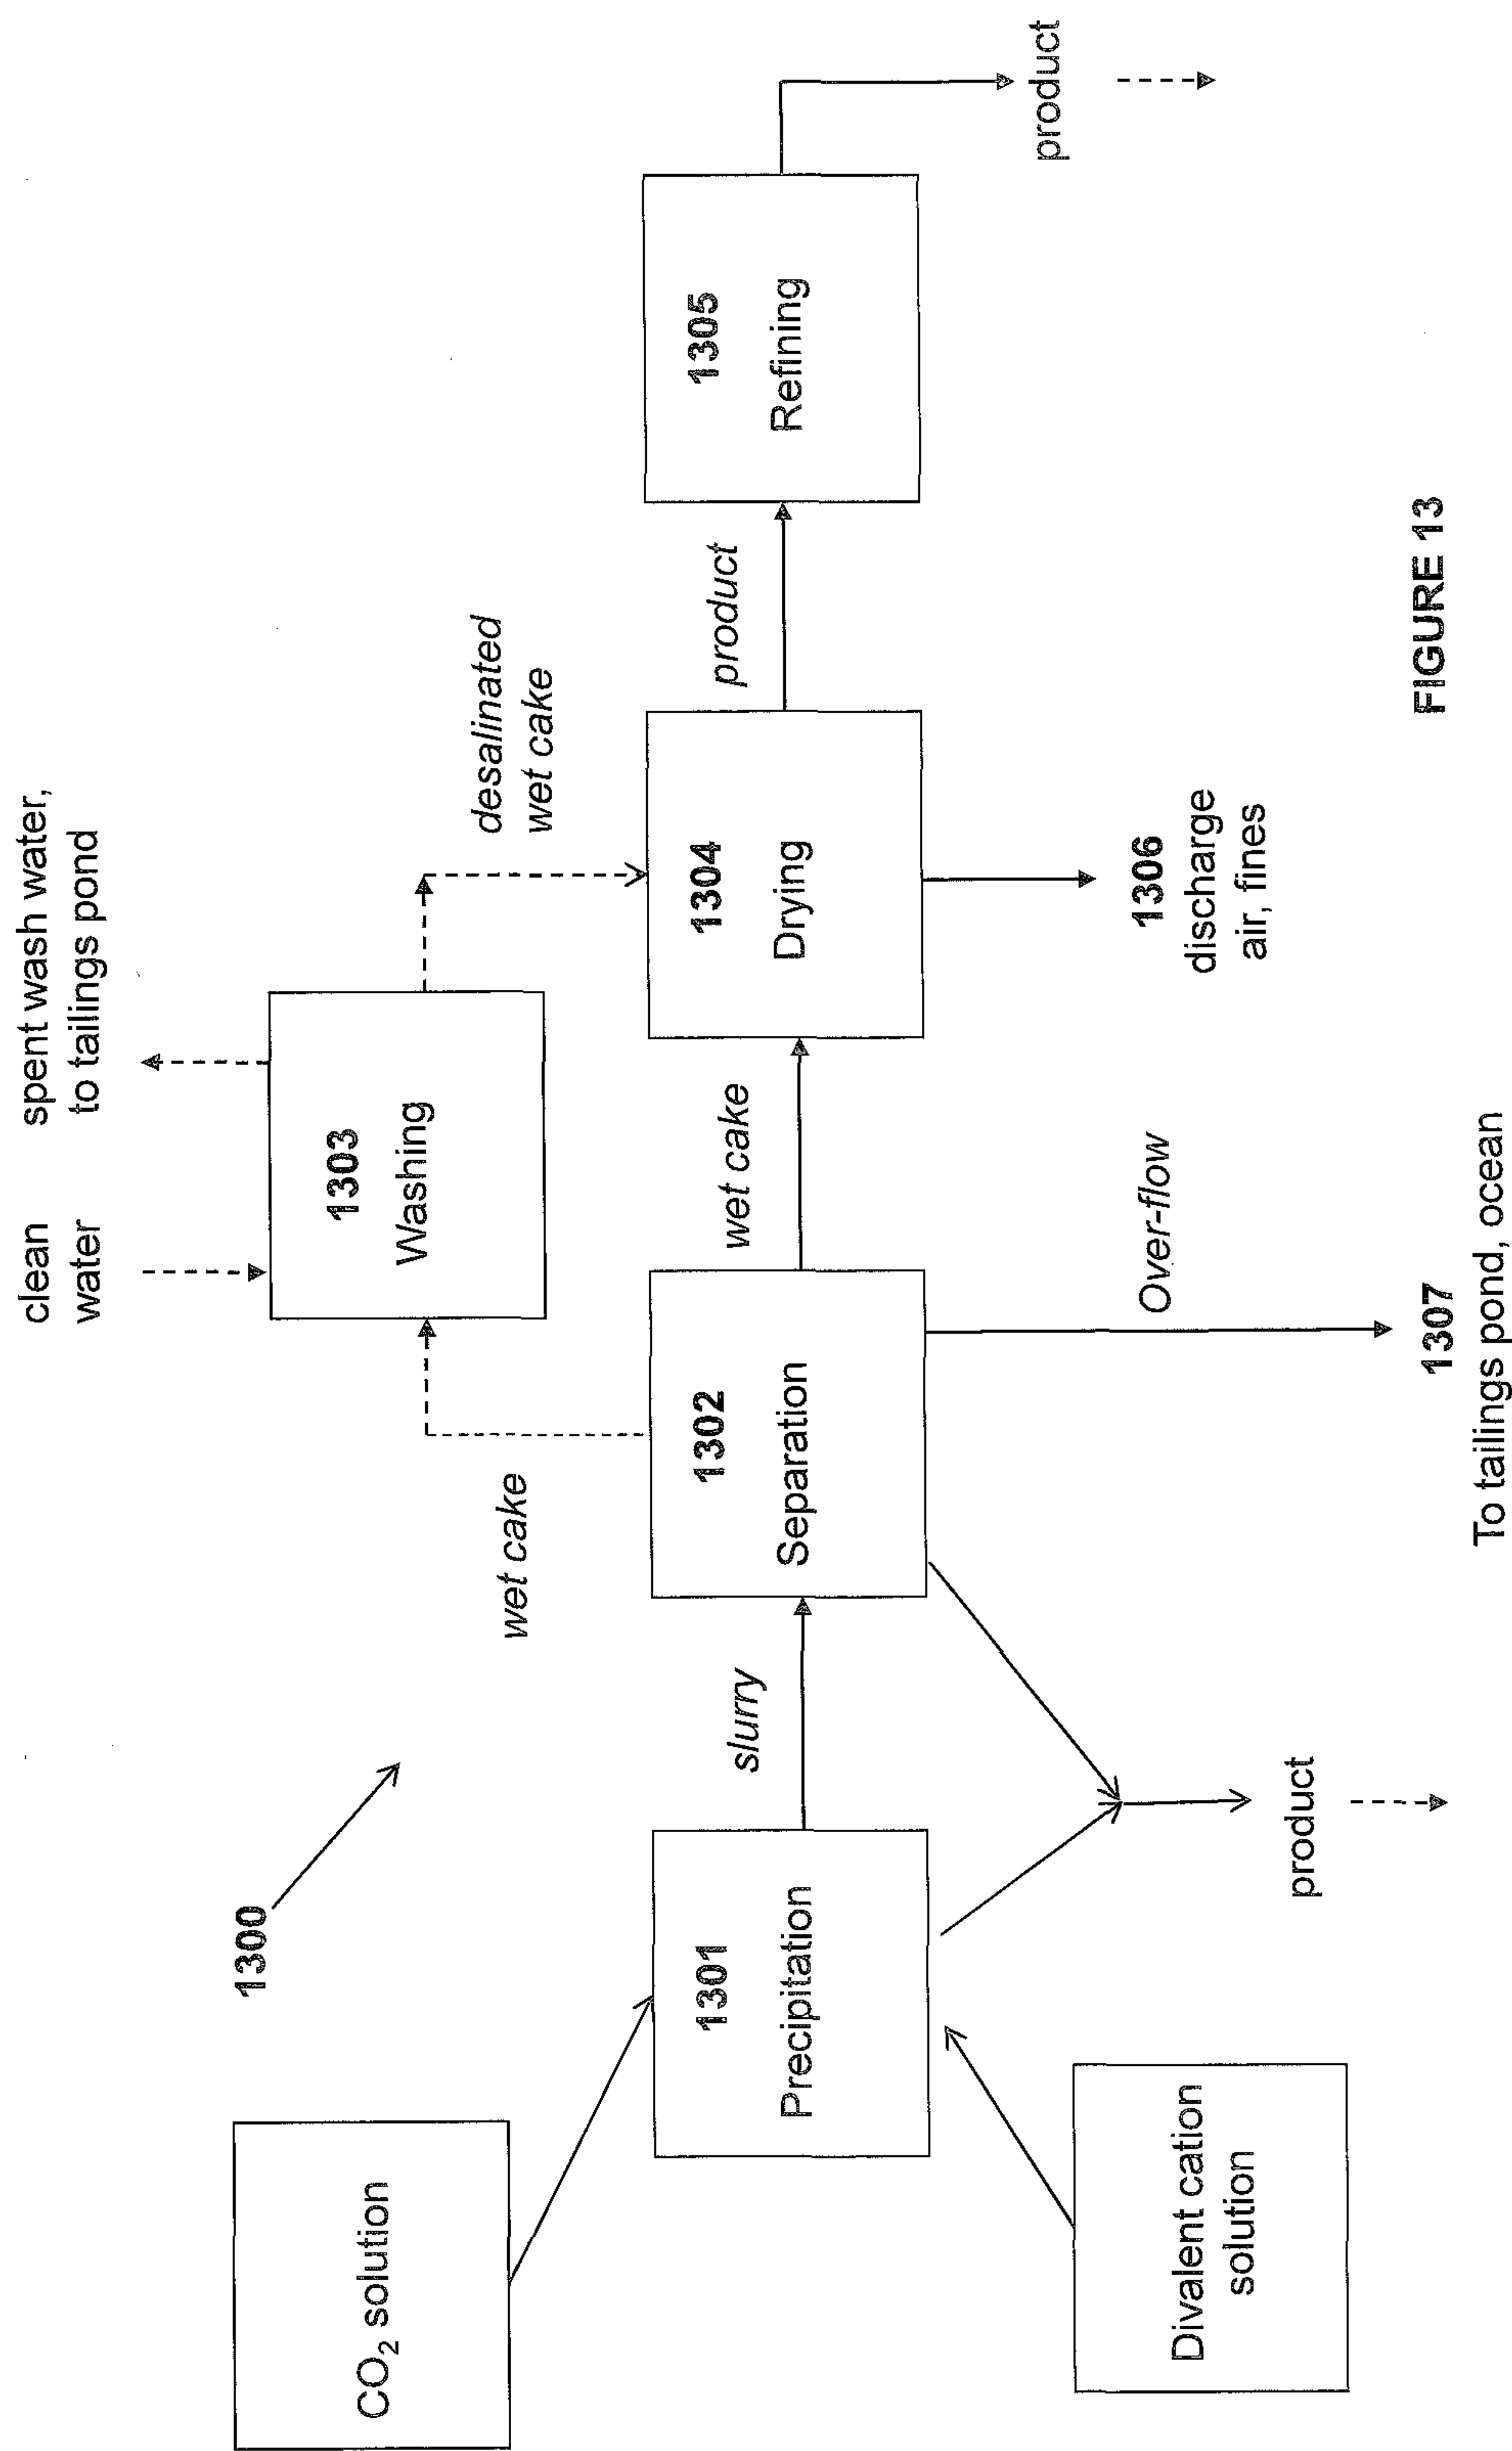 clean
water
spent wash water,
to tailings pond
1300
1303
Washing
desalinated
wet cake
wet cake
CO₂ solution
1301
Precipitation
slurry
1302
Separation
wet cake
1304
Drying
product
1305
Refining
product
Divalent cation
solution
product
Over-flow
1306
discharge
air, fines
1307
To tailings pond, ocean
FIGURE 13